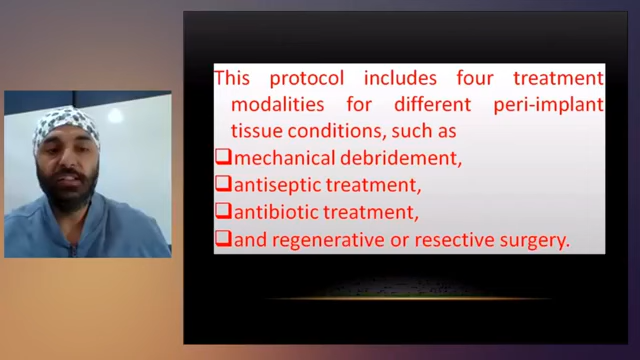 This protocol includes four treatment
modalities for different peri-implant
tissue conditions, such as
❑mechanical debridement,
❑antiseptic treatment,
❑antibiotic treatment,
❑and regenerative or resective surgery.